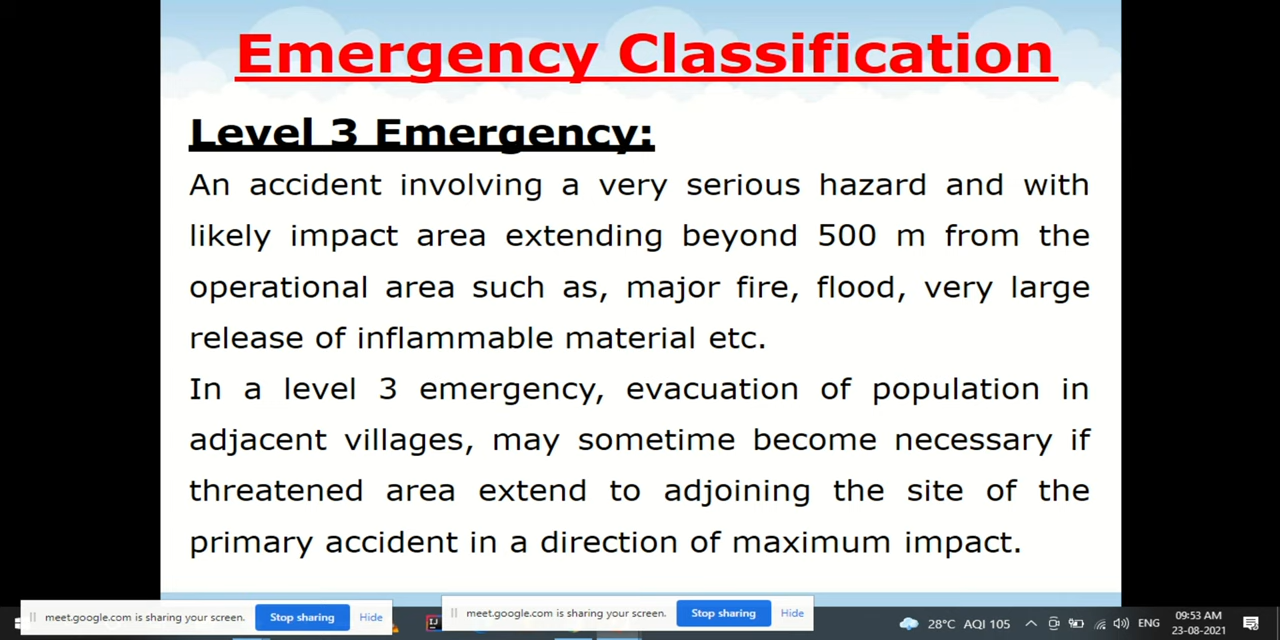 Emergency Classification
Level 3 Emergency:
An accident involving a very serious hazard and with
likely impact area extending beyond 500 m from the
operational area such as, major fire, flood, very large
release of inflammable material etc.
In a level 3 emergency, evacuation of population in
adjacent villages, may sometime become necessary if
threatened area extend to adjoining the site of the
primary accident in a direction of maximum impact.
meet.google.com is sharing your screen. Stop sharing Hide
meet.google.com is sharing your screen. Stop sharing Hide
IJ
28°C AQI 105 ENG 09:53 AM
23-08-2021